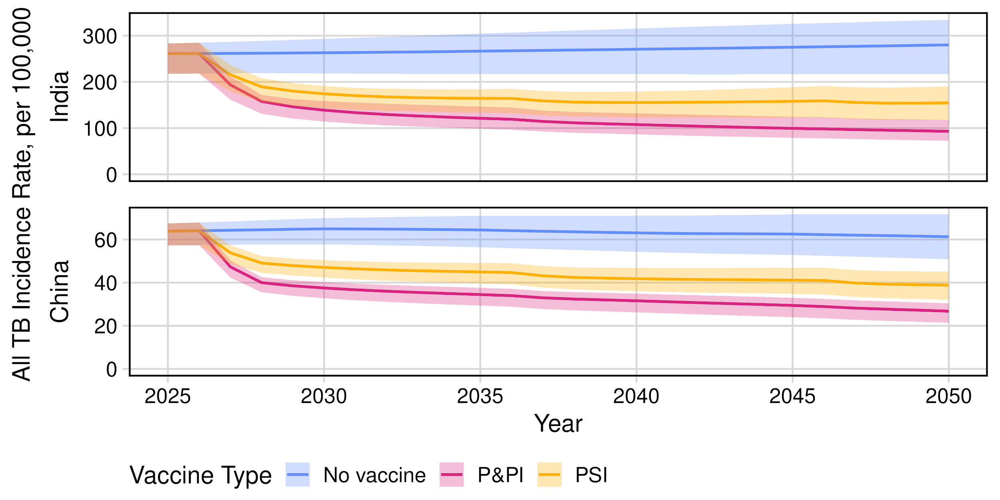 All TB Incidence Rate, per 100,000
India
300
200
100
0
China
60
40
20
0
2025 2030 2035 2040 2045 2050
Year
Vaccine Type No vaccine P&PI PSI